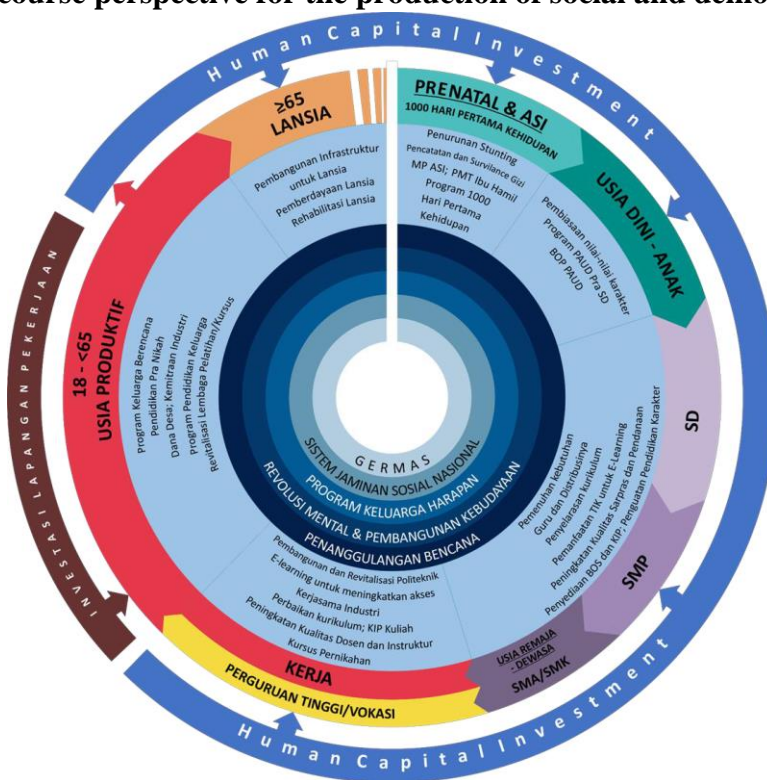 course perspective for the production of social and demo
Human Capital Investment
PRENATAL & ASI
1000 HARI PERTAMA KEHIDUPAN
Penurunan Stunting
Pencatatan dan Survilance Gizi
MP ASI; PMT Ibu Hamil
Program 1000
Hari Pertama
Kehidupan
USIA DINI - ANAK
Pembiasaan nilai-nilai karakter
Program PAUD Pra SD
BOP PAUD
SD
SMP
Pemenuhan kebutuhan
Guru dan Distribusinya
Penyelarasan kurikulum
Pemanfaatan TIK untuk E-Learning
Peningkatan Kualitas Sarpras dan Pendanaan
Penyediaan BOS dan KIP; Penguatan Pendidikan Karakter
USIA REMAJA
- DEWASA
SMA/SMK
Human Capital Investment
KERJA
PERGURUAN TINGGI/VOKASI
Pembangunan dan Revitalisasi Politeknik
E-learning untuk meningkatkan akses
Kerjasama Industri
Perbaikan kurikulum; KIP Kuliah
Peningkatan Kualitas Dosen dan Instruktur
Kursus Pernikahan
INVESTASI LAPANGAN PEKERJAAN
18 - <65
USIA PRODUKTIF
Program Keluarga Berencana
Pendidikan Pra Nikah
Dana Desa; Kemitraan Industri
Program Pendidikan Keluarga
Revitalisasi Lembaga Pelatihan/Kursus
≥65
LANSIA
Pembangunan Infrastruktur
untuk Lansia
Pemberdayaan Lansia
Rehabilitasi Lansia
GERMAS
SISTEM JAMINAN SOSIAL NASIONAL
PROGRAM KELUARGA HARAPAN
REVOLUSI MENTAL & PEMBANGUNAN KEBUDAYAAN
PENANGGULANGAN BENCANA